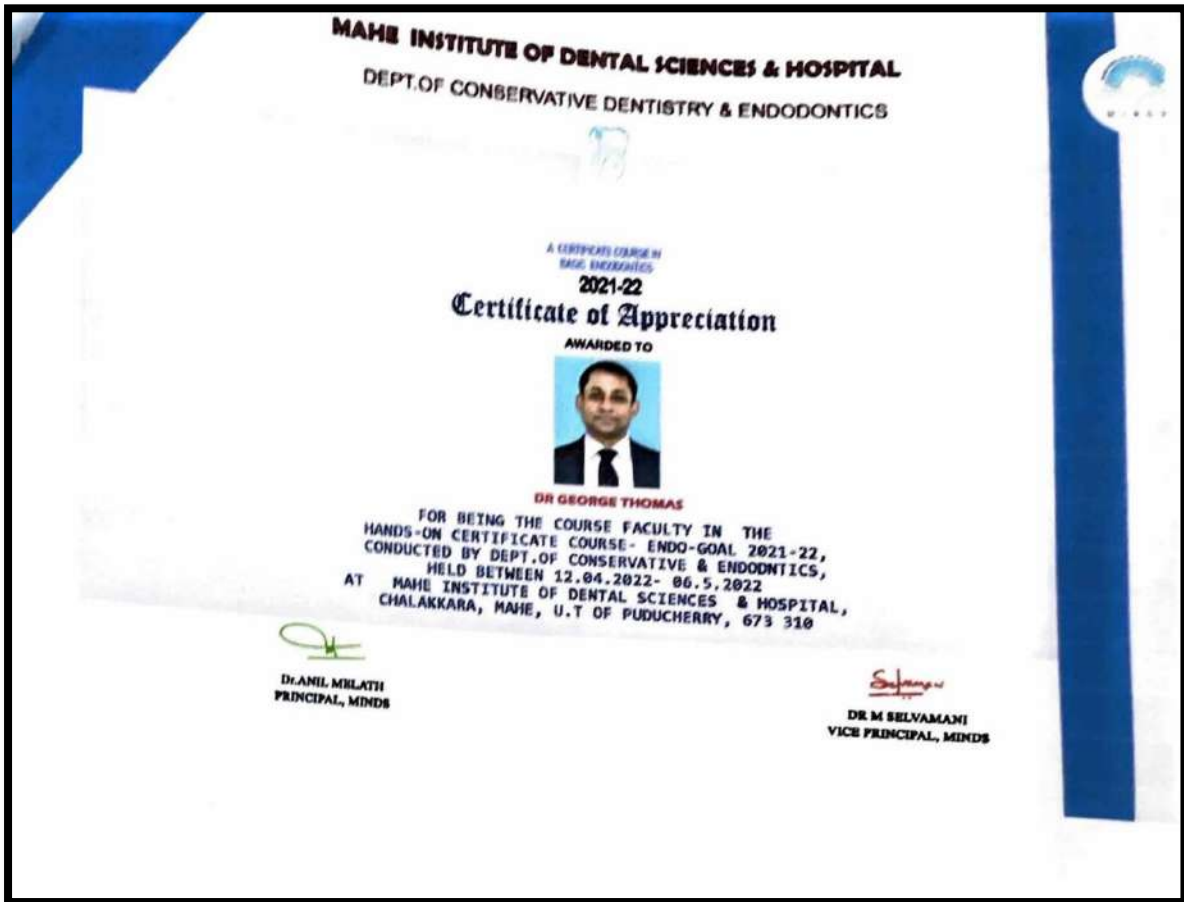 MAHE INSTITUTE OF DENTAL SCIENCES & HOSPITAL
DEPT.OF CONSERVATIVE DENTISTRY & ENDODONTICS
A CERTIFICATE COURSE IN
BASIC ENDODONTICS
2021-22
Certificate of Appreciation
AWARDED TO
DR GEORGE THOMAS
FOR BEING THE COURSE FACULTY IN THE
HANDS-ON CERTIFICATE COURSE- ENDO-GOAL 2021-22,
CONDUCTED BY DEPT.OF CONSERVATIVE & ENDODNTICS,
HELD BETWEEN 12.04.2022- 06.5.2022
AT MAHE INSTITUTE OF DENTAL SCIENCES & HOSPITAL,
CHALAKKARA, MAHE, U.T OF PUDUCHERRY, 673 310
Dr.ANIL MELATH
PRINCIPAL, MINDS
DR M SELVAMANI
VICE PRINCIPAL, MINDS